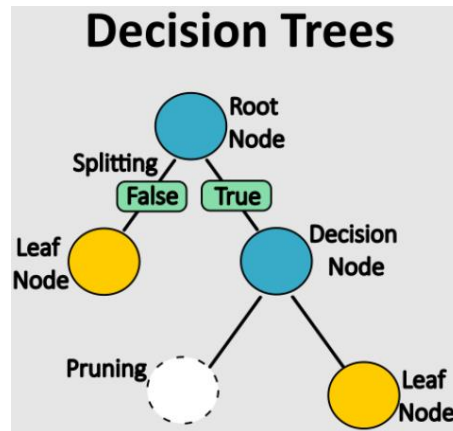 Decision Trees
Root
Node
Splitting
False
True
Leaf
Node
Decision
Node
Pruning
Leaf
Node